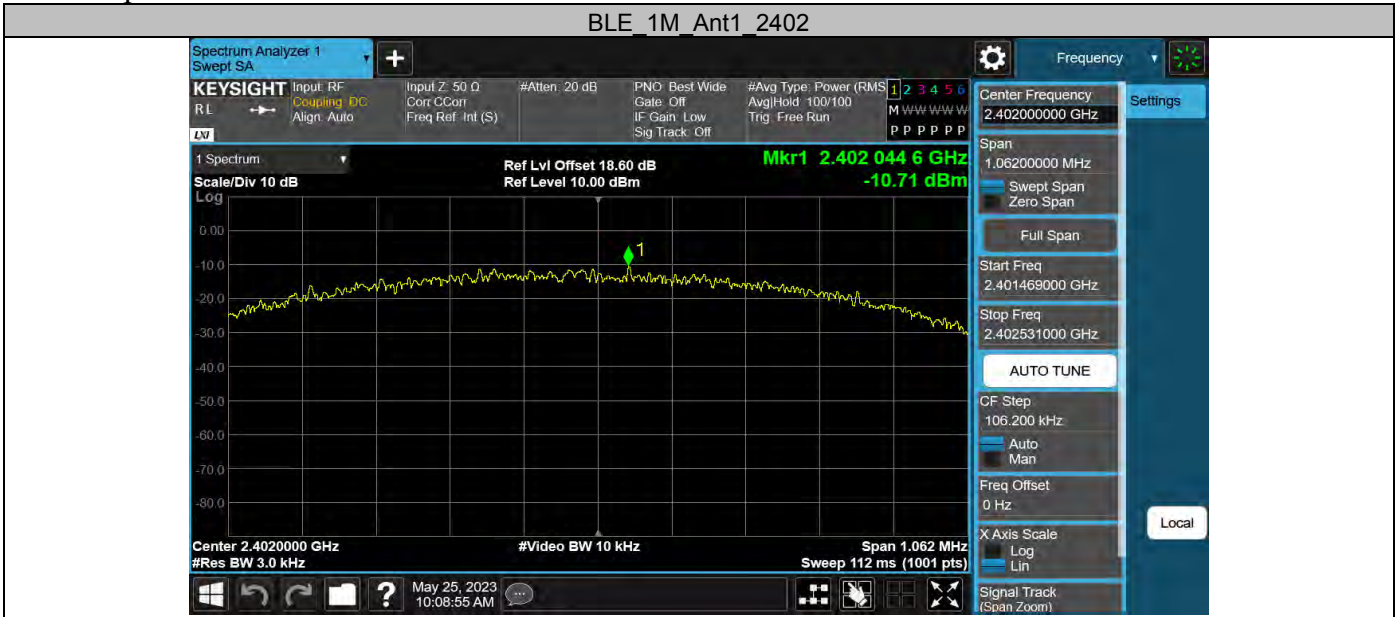 BLE_1M_Ant1_2402
Spectrum Analyzer 1
Swept SA
+
Frequency
KEYSIGHT
RL
LXI
Input: RF
Coupling: DC
Align: Auto
Input Z: 50 Ω
Corr CCorr
Freq Ref: Int (S)
#Atten: 20 dB
PNO: Best Wide
Gate: Off
IF Gain: Low
Sig Track: Off
#Avg Type: Power (RMS
Avg|Hold: 100/100
Trig: Free Run
1 2 3 4 5 6
M W W W W W
P P P P P P
Center Frequency
2.402000000 GHz
Settings
Span
1.06200000 MHz
Swept Span
Zero Span
Full Span
Start Freq
2.401469000 GHz
Stop Freq
2.402531000 GHz
AUTO TUNE
CF Step
106.200 kHz
Auto
Man
Freq Offset
0 Hz
X Axis Scale
Log
Lin
Local
Signal Track
(Span Zoom)
1 Spectrum
Scale/Div 10 dB
Log
Ref Lvl Offset 18.60 dB
Ref Level 10.00 dBm
Mkr1 2.402 044 6 GHz
-10.71 dBm
0.00
1
-10.0
-20.0
-30.0
-40.0
-50.0
-60.0
-70.0
-80.0
Center 2.4020000 GHz
#Res BW 3.0 kHz
#Video BW 10 kHz
Span 1.062 MHz
Sweep 112 ms (1001 pts)
?
May 25, 2023
10:08:55 AM